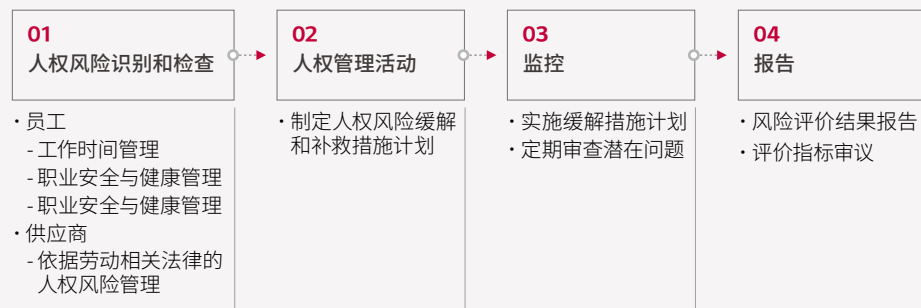 01
人权风险识别和检查
・员工
- 工作时间管理
- 职业安全与健康管理
- 职业安全与健康管理
・供应商
- 依据劳动相关法律的
人权风险管理
02
人权管理活动
・制定人权风险缓解
和补救措施计划
03
监控
・实施缓解措施计划
・定期审查潜在问题
04
报告
・风险评价结果报告
・评价指标审议